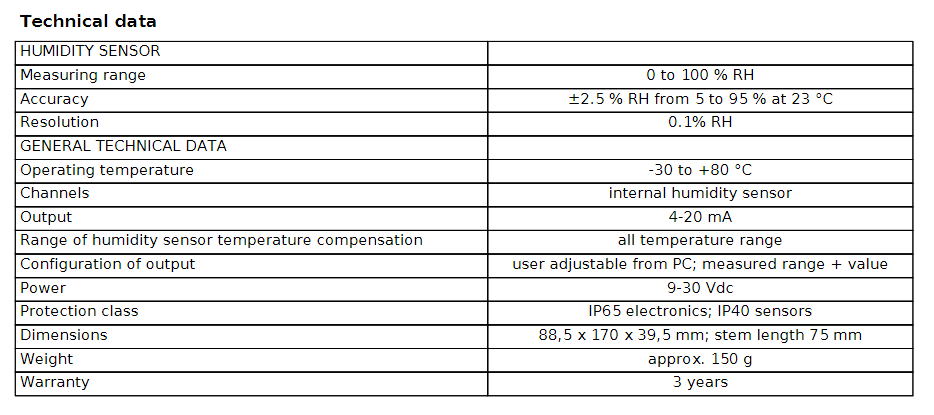 Technical data
HUMIDITY SENSOR
Measuring range 0 to 100 % RH
Accuracy ±2.5 % RH from 5 to 95 % at 23 °C
Resolution 0.1% RH
GENERAL TECHNICAL DATA
Operating temperature -30 to +80 °C
Channels internal humidity sensor
Output 4-20 mA
Range of humidity sensor temperature compensation all temperature range
Configuration of output user adjustable from PC; measured range + value
Power 9-30 Vdc
Protection class IP65 electronics; IP40 sensors
Dimensions 88,5 x 170 x 39,5 mm; stem length 75 mm
Weight approx. 150 g
Warranty 3 years